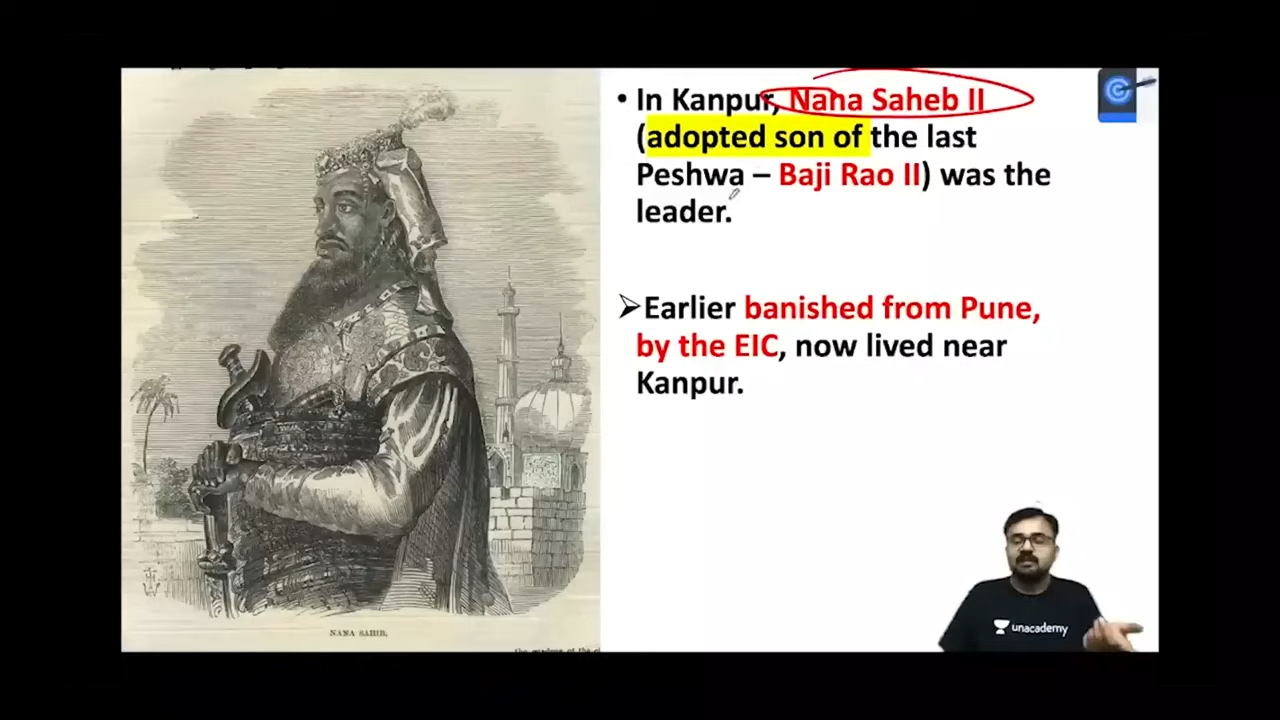 • In Kanpur, Nana Saheb II
(adopted son of the last
Peshwa – Baji Rao II) was the
leader.
➢Earlier banished from Pune,
by the EIC, now lived near
Kanpur.
NANA SAHIB.
unacademy